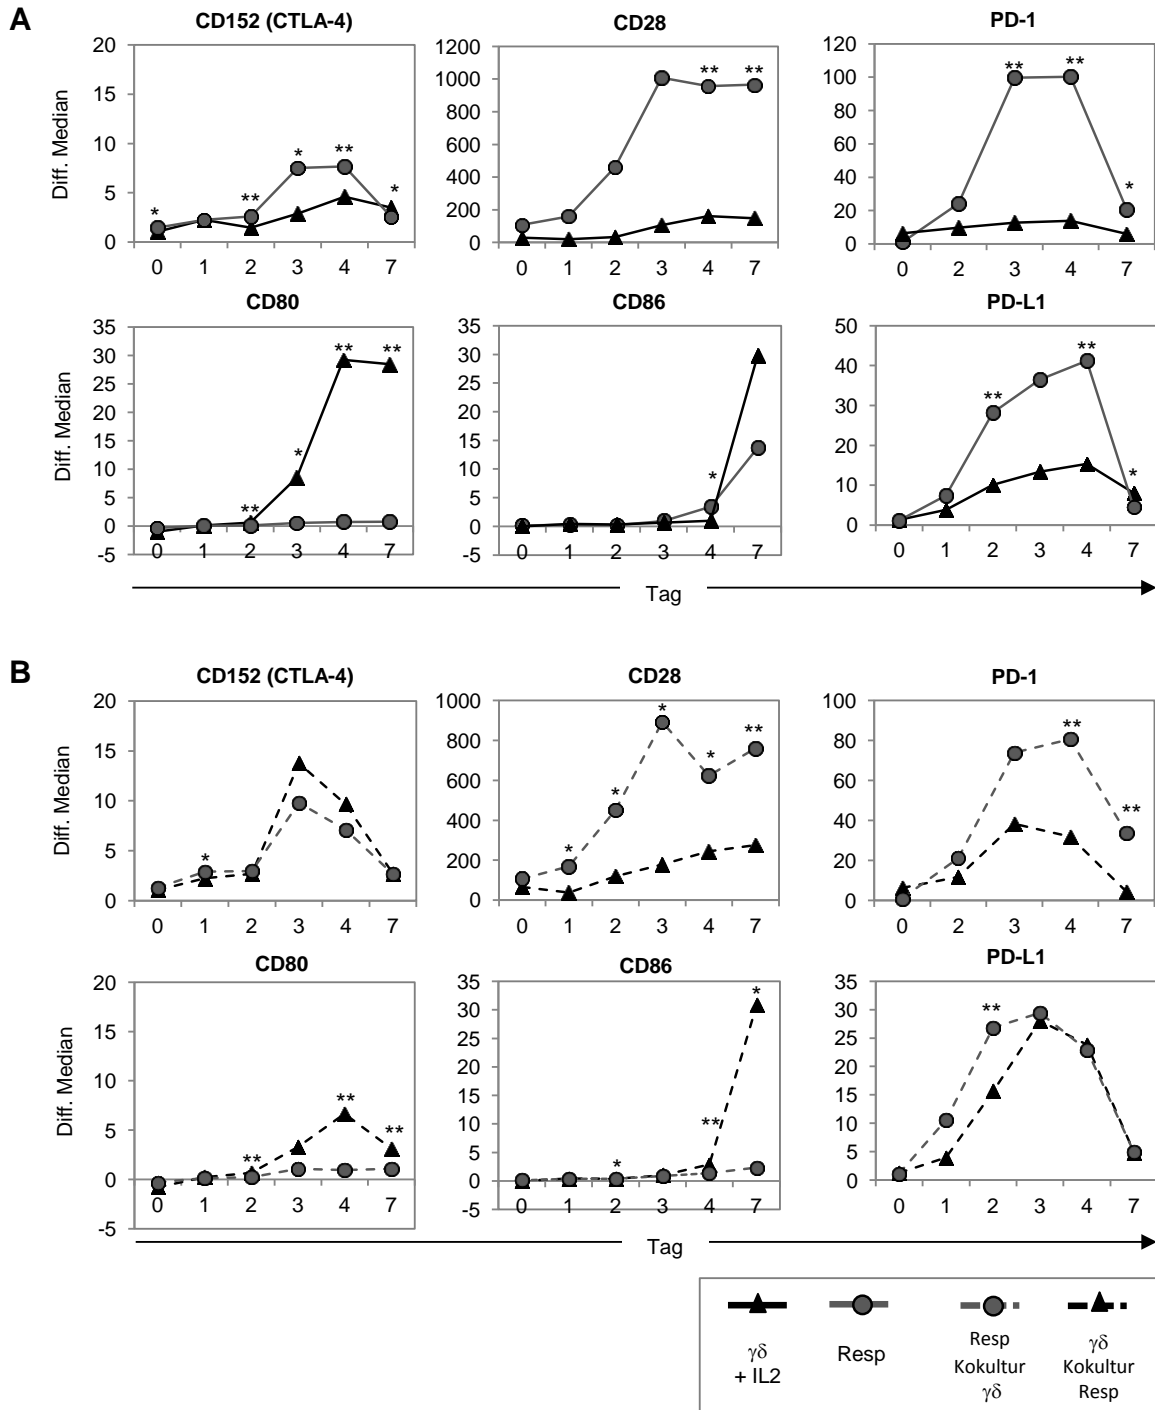 A
CD152 (CTLA-4)
CD28
PD-1
Diff. Median
20
15
10
5
0
0 1 2 3 4 7
* ** * ** *
1200
1000
800
600
400
200
0
0 1 2 3 4 7
** **
120
100
80
60
40
20
0
0 2 3 4 7
** ** *
CD80
CD86
PD-L1
Diff. Median
35
30
25
20
15
10
5
0
-5
0 1 2 3 4 7
** * ** **
35
30
25
20
15
10
5
0
-5
0 1 2 3 4 7
*
50
40
30
20
10
0
0 1 2 3 4 7
** ** *
Tag
B
CD152 (CTLA-4)
CD28
PD-1
Diff. Median
20
15
10
5
0
0 1 2 3 4 7
*
1000
800
600
400
200
0
0 1 2 3 4 7
* * * * **
100
80
60
40
20
0
0 2 3 4 7
** **
CD80
CD86
PD-L1
Diff. Median
20
15
10
5
0
-5
0 1 2 3 4 7
** ** **
35
30
25
20
15
10
5
0
-5
0 1 2 3 4 7
* ** *
35
30
25
20
15
10
5
0
0 1 2 3 4 7
**
Tag
γδ
+ IL2
Resp
Resp
Kokultur
γδ
γδ
Kokultur
Resp